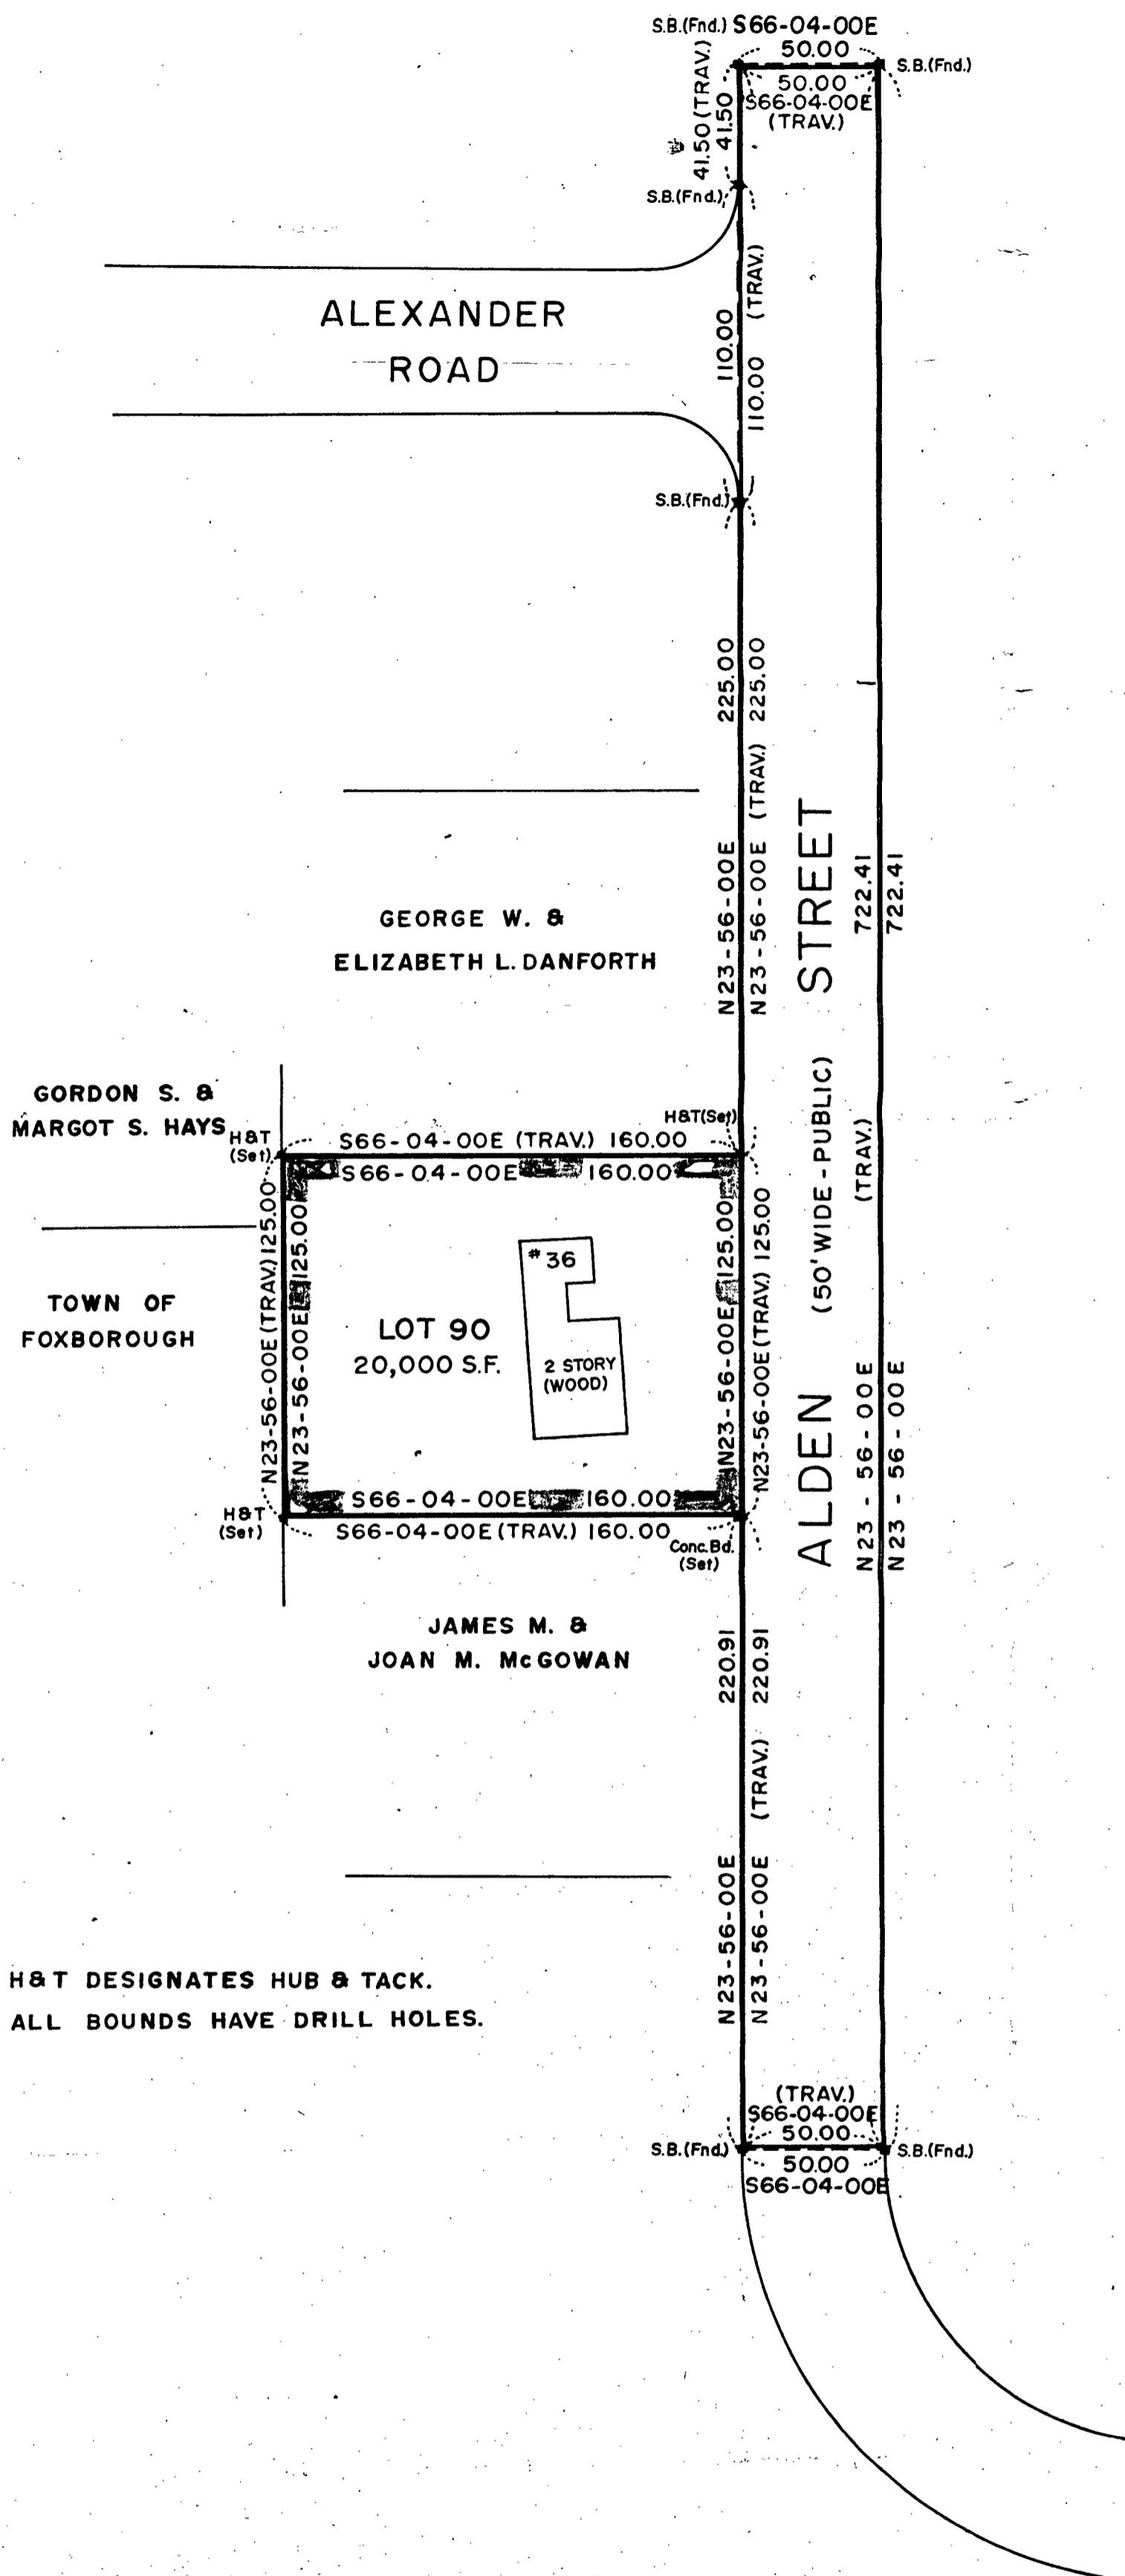 S.B.(Fnd.) S66-04-00E
50.00
S.B.(Fnd.)
50.00
S66-04-00E
(TRAV.)
41.50 (TRAV.)
41.50
S.B.(Fnd.)
ALEXANDER
ROAD
110.00
110.00 (TRAV.)
S.B.(Fnd.)
N23-56-00E 225.00
N23-56-00E (TRAV.) 225.00
GEORGE W. &
ELIZABETH L. DANFORTH
ALDEN (50' WIDE-PUBLIC) STREET
N23-56-00E (TRAV.) 722.41
N23-56-00E 722.41
GORDON S. &
MARGOT S. HAYS
H&T
(Set)
H&T(Set)
S66-04-00E (TRAV.) 160.00
S66-04-00E 160.00
N23-56-00E (TRAV.) 125.00
N23-56-00E 125.00
N23-56-00E 125.00
N23-56-00E (TRAV.) 125.00
#36
TOWN OF
FOXBOROUGH
LOT 90
20,000 S.F.
2 STORY
(WOOD)
S66-04-00E 160.00
H&T
(Set)
S66-04-00E (TRAV.) 160.00
Conc. Bd.
(Set)
JAMES M. &
JOAN M. McGOWAN
N23-56-00E 220.91
N23-56-00E (TRAV.) 220.91
H&T DESIGNATES HUB & TACK.
ALL BOUNDS HAVE DRILL HOLES.
(TRAV.)
S66-04-00E
50.00
S.B.(Fnd.)
S.B.(Fnd.)
50.00
S66-04-00E